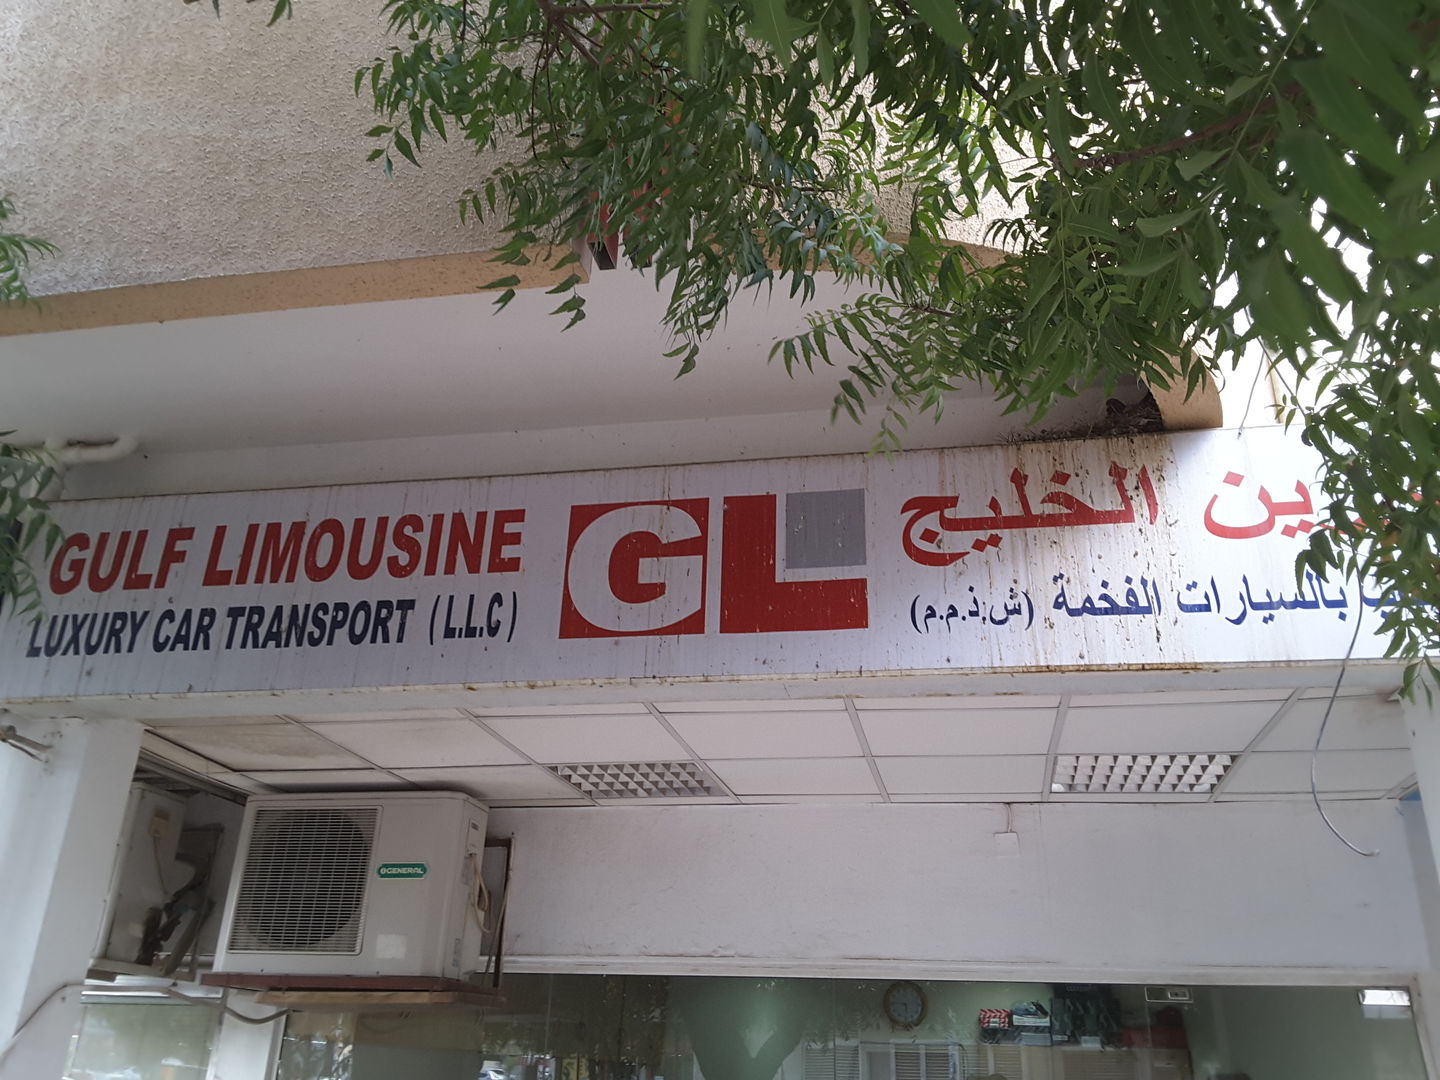 GULF LIMOUSINE
LUXURY CAR TRANSPORT (L.L.C)
GL
الخليج
بالسيارات الفخمة (ش.ذ.م.م)
GENERAL